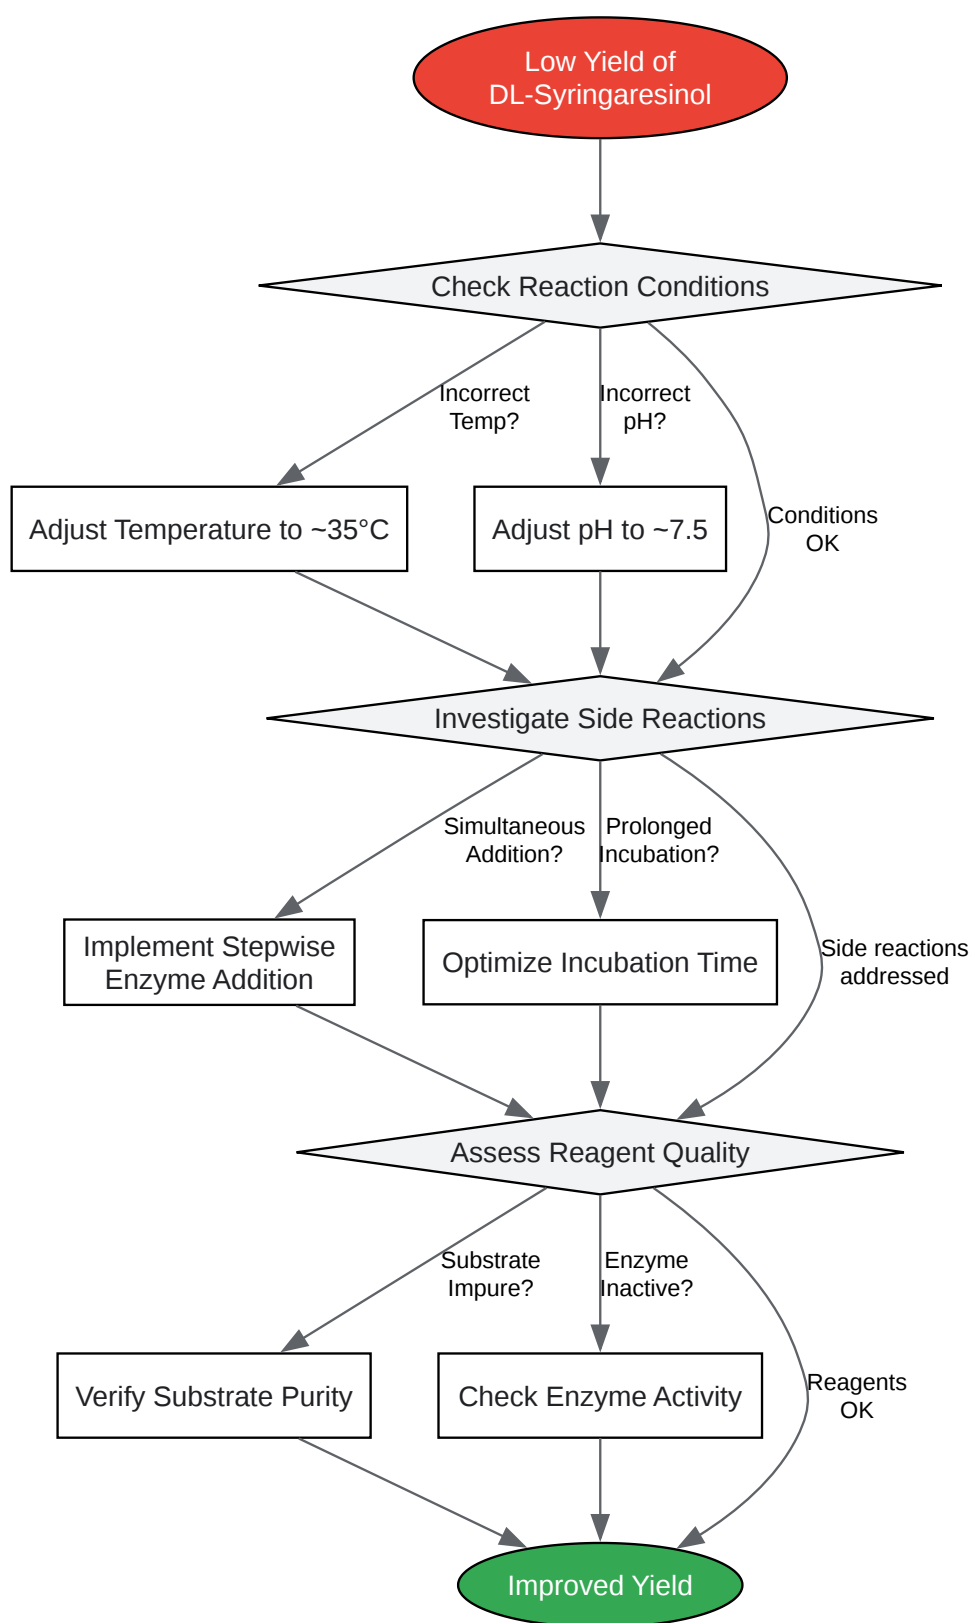 Low Yield of
DL-Syringaresinol
Check Reaction Conditions
Incorrect
Temp?
Incorrect
pH?
Conditions
OK
Adjust Temperature to ~35°C
Adjust pH to ~7.5
Investigate Side Reactions
Simultaneous
Addition?
Prolonged
Incubation?
Side reactions
addressed
Implement Stepwise
Enzyme Addition
Optimize Incubation Time
Assess Reagent Quality
Substrate
Impure?
Enzyme
Inactive?
Reagents
OK
Verify Substrate Purity
Check Enzyme Activity
Improved Yield